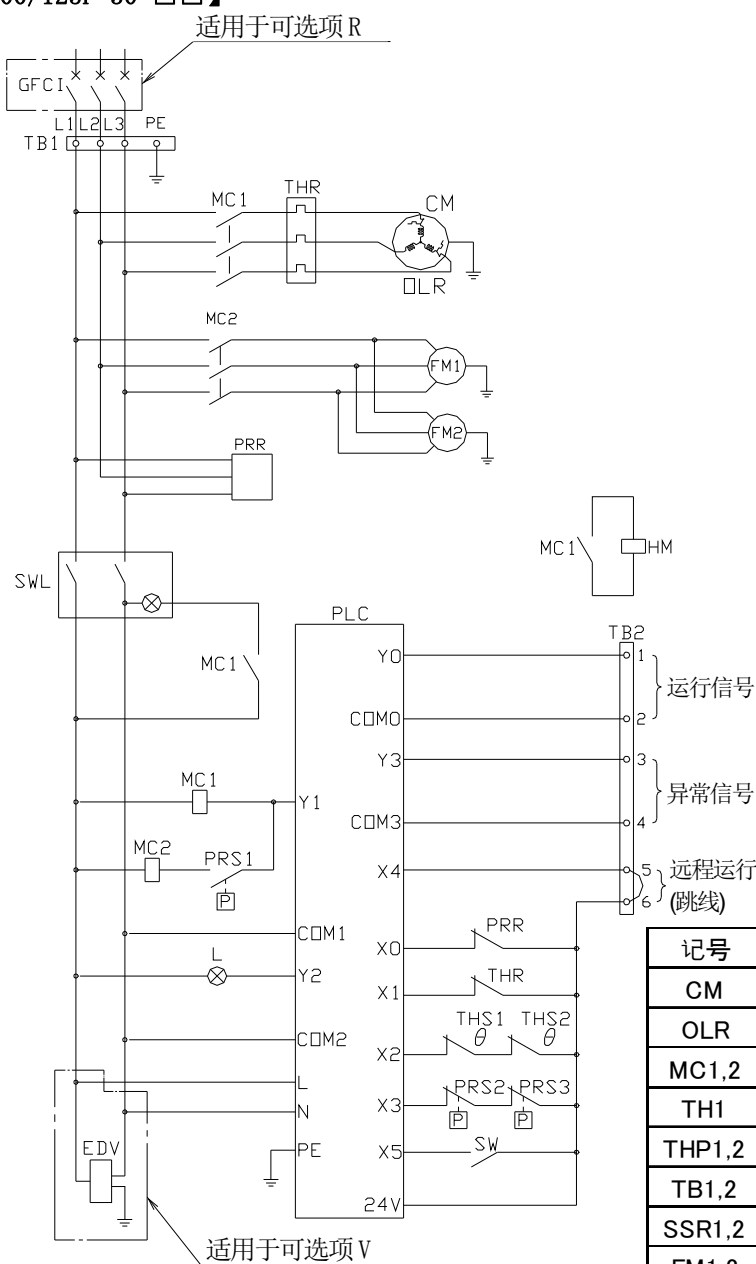 适用于可选项R
GFCI
L1 L2 L3 PE
TB1
MC1
THR
CM
OLR
MC2
FM1
FM2
PRR
MC1
HM
SWL
PLC
TB2
MC1
Y0
1
运行信号
COM0
2
Y3
3
异常信号
MC1
Y1
COM3
4
MC2
PRS1
P
X4
5
远程运行
6
(跳线)
COM1
X0
PRR
L
Y2
X1
THR
THS1 THS2
θ θ
COM2
X2
L
X3
PRS2 PRS3
P P
N
EDV
PE
X5
SW
24V
适用于可选项V
记号
CM
OLR
MC1,2
TH1
THP1,2
TB1,2
SSR1,2